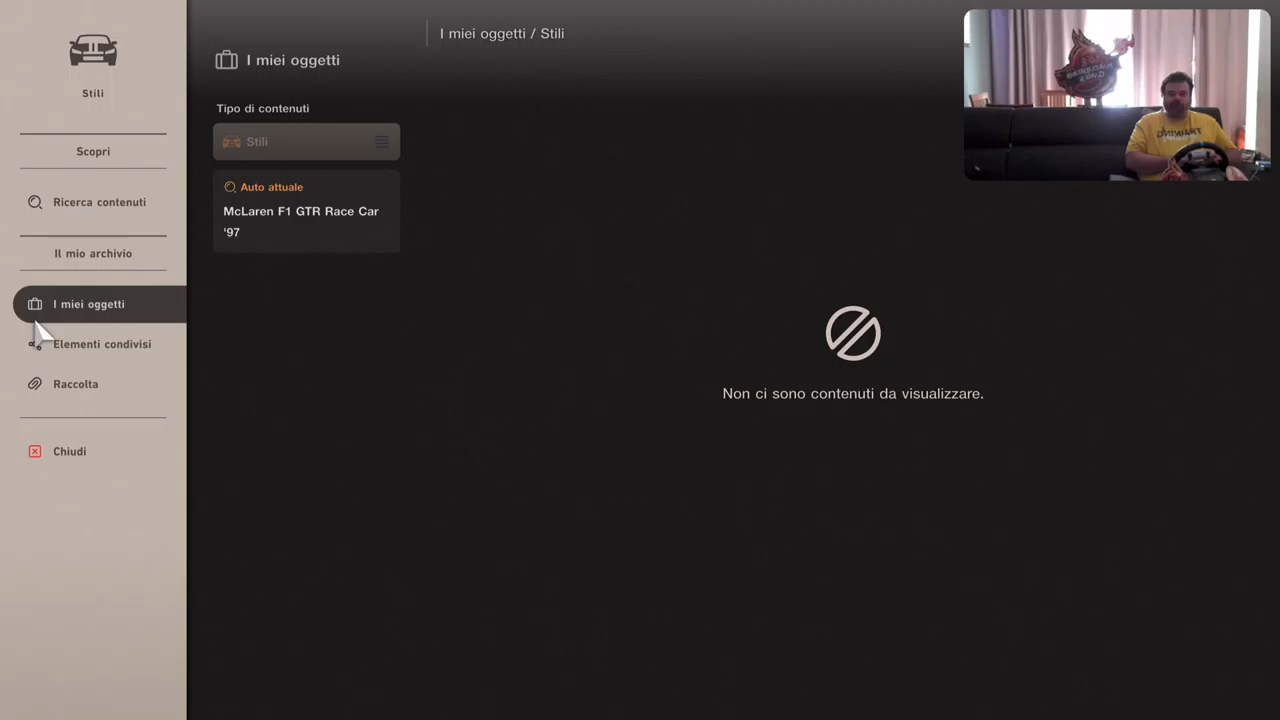 Stili
Scopri
Ricerca contenuti
Il mio archivio
I miei oggetti
Elementi condivisi
Raccolta
Chiudi
I miei oggetti / Stili
I miei oggetti
Tipo di contenuti
Stili
Auto attuale
McLaren F1 GTR Race Car
'97
Non ci sono contenuti da visualizzare.